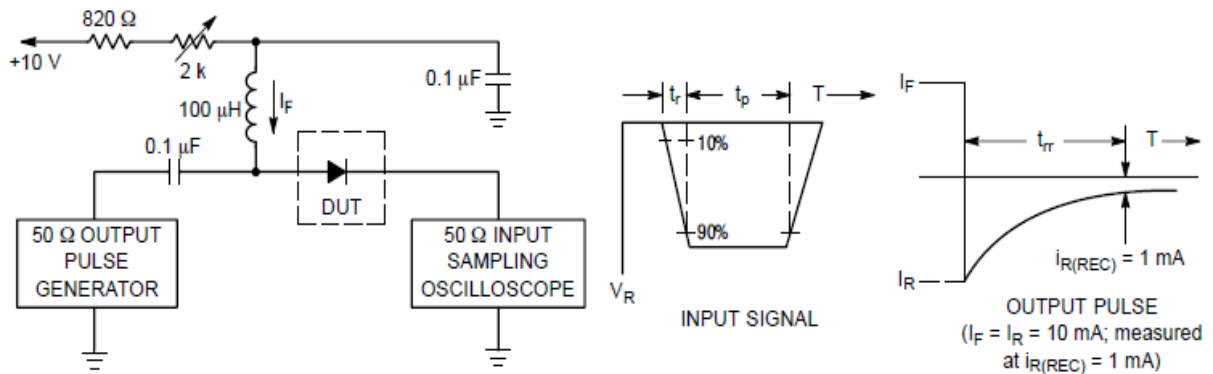 820 Ω
+10 V
2 k
100 μH
I_F
0.1 μF
0.1 μF
DUT
50 Ω OUTPUT
PULSE
GENERATOR
50 Ω INPUT
SAMPLING
OSCILLOSCOPE
t_r
t_p
T
10%
90%
V_R
INPUT SIGNAL
I_F
t_rr
T
I_R
i_R(REC) = 1 mA
OUTPUT PULSE
(I_F = I_R = 10 mA; measured
at i_R(REC) = 1 mA)